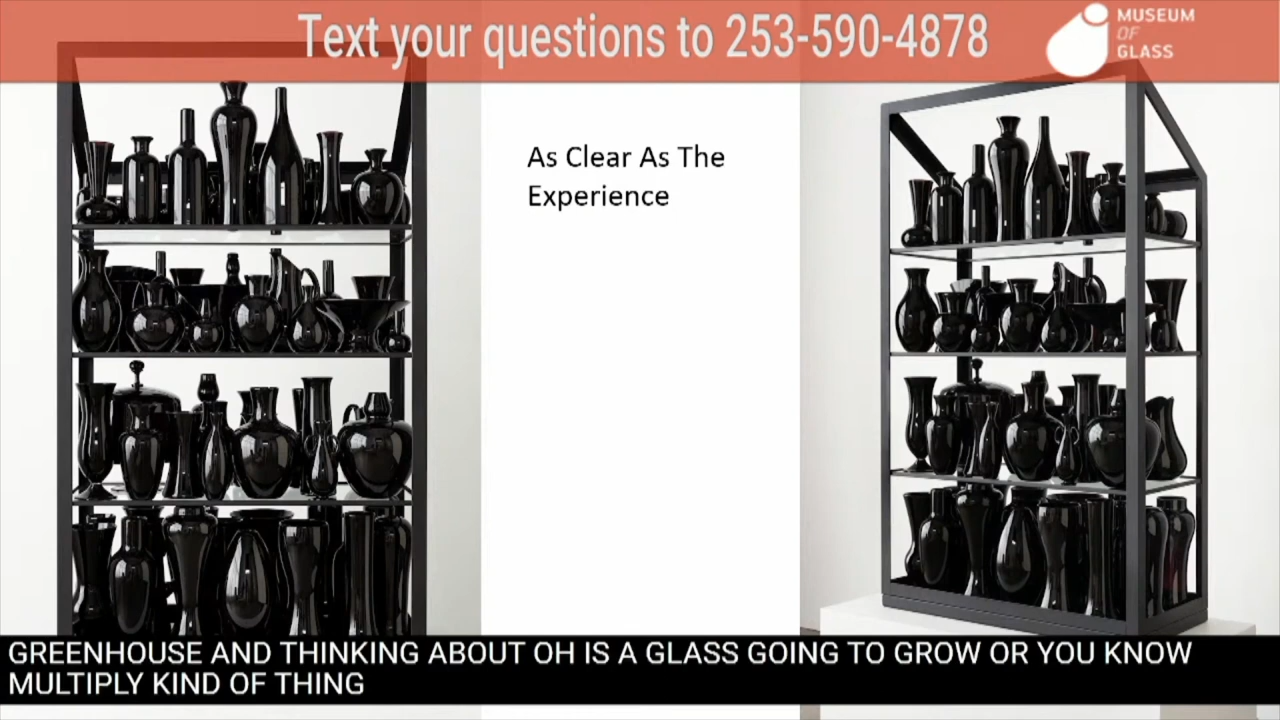 Text your questions to 253-590-4878
MUSEUM
OF
GLASS
As Clear As The
Experience
GREENHOUSE AND THINKING ABOUT OH IS A GLASS GOING TO GROW OR YOU KNOW
MULTIPLY KIND OF THING